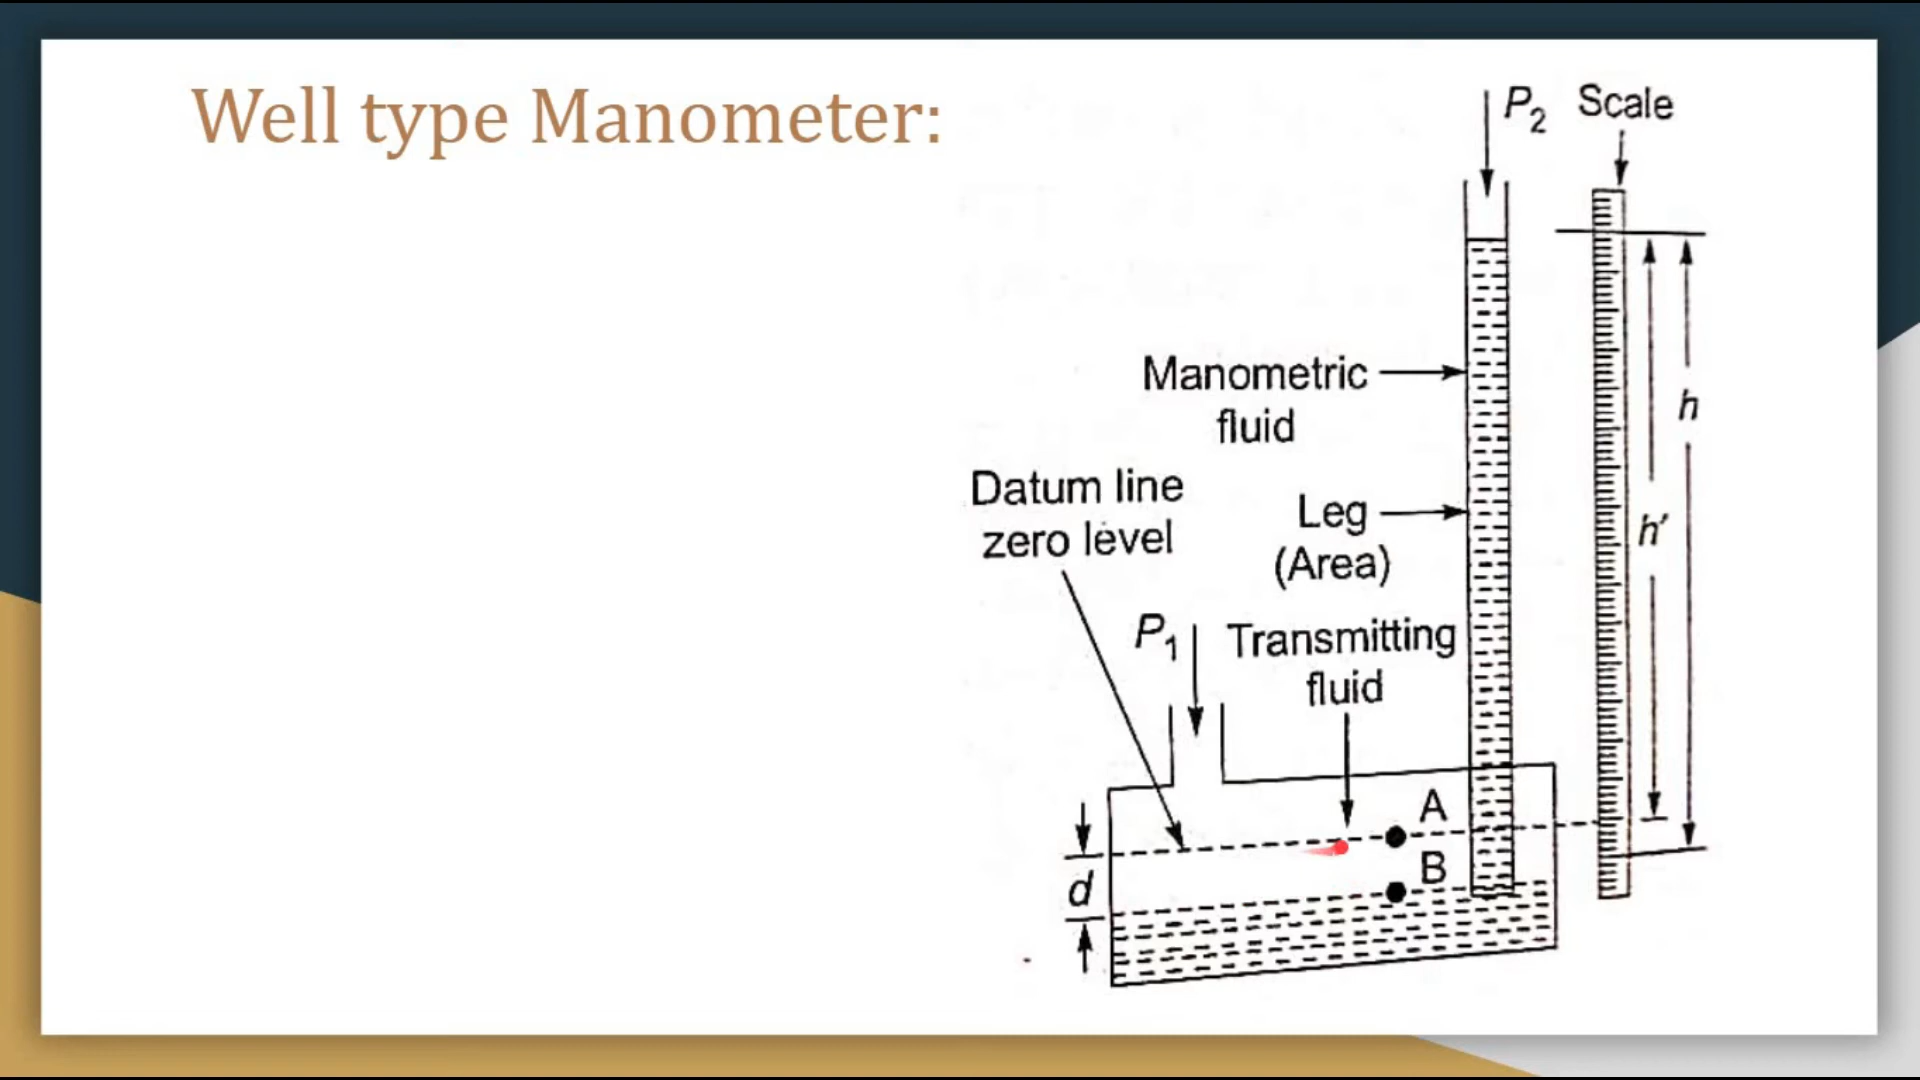 Well type Manometer:
P2 Scale
Manometric
fluid
h
Datum line
zero level
Leg
(Area)
h'
P1
Transmitting
fluid
A
B
d